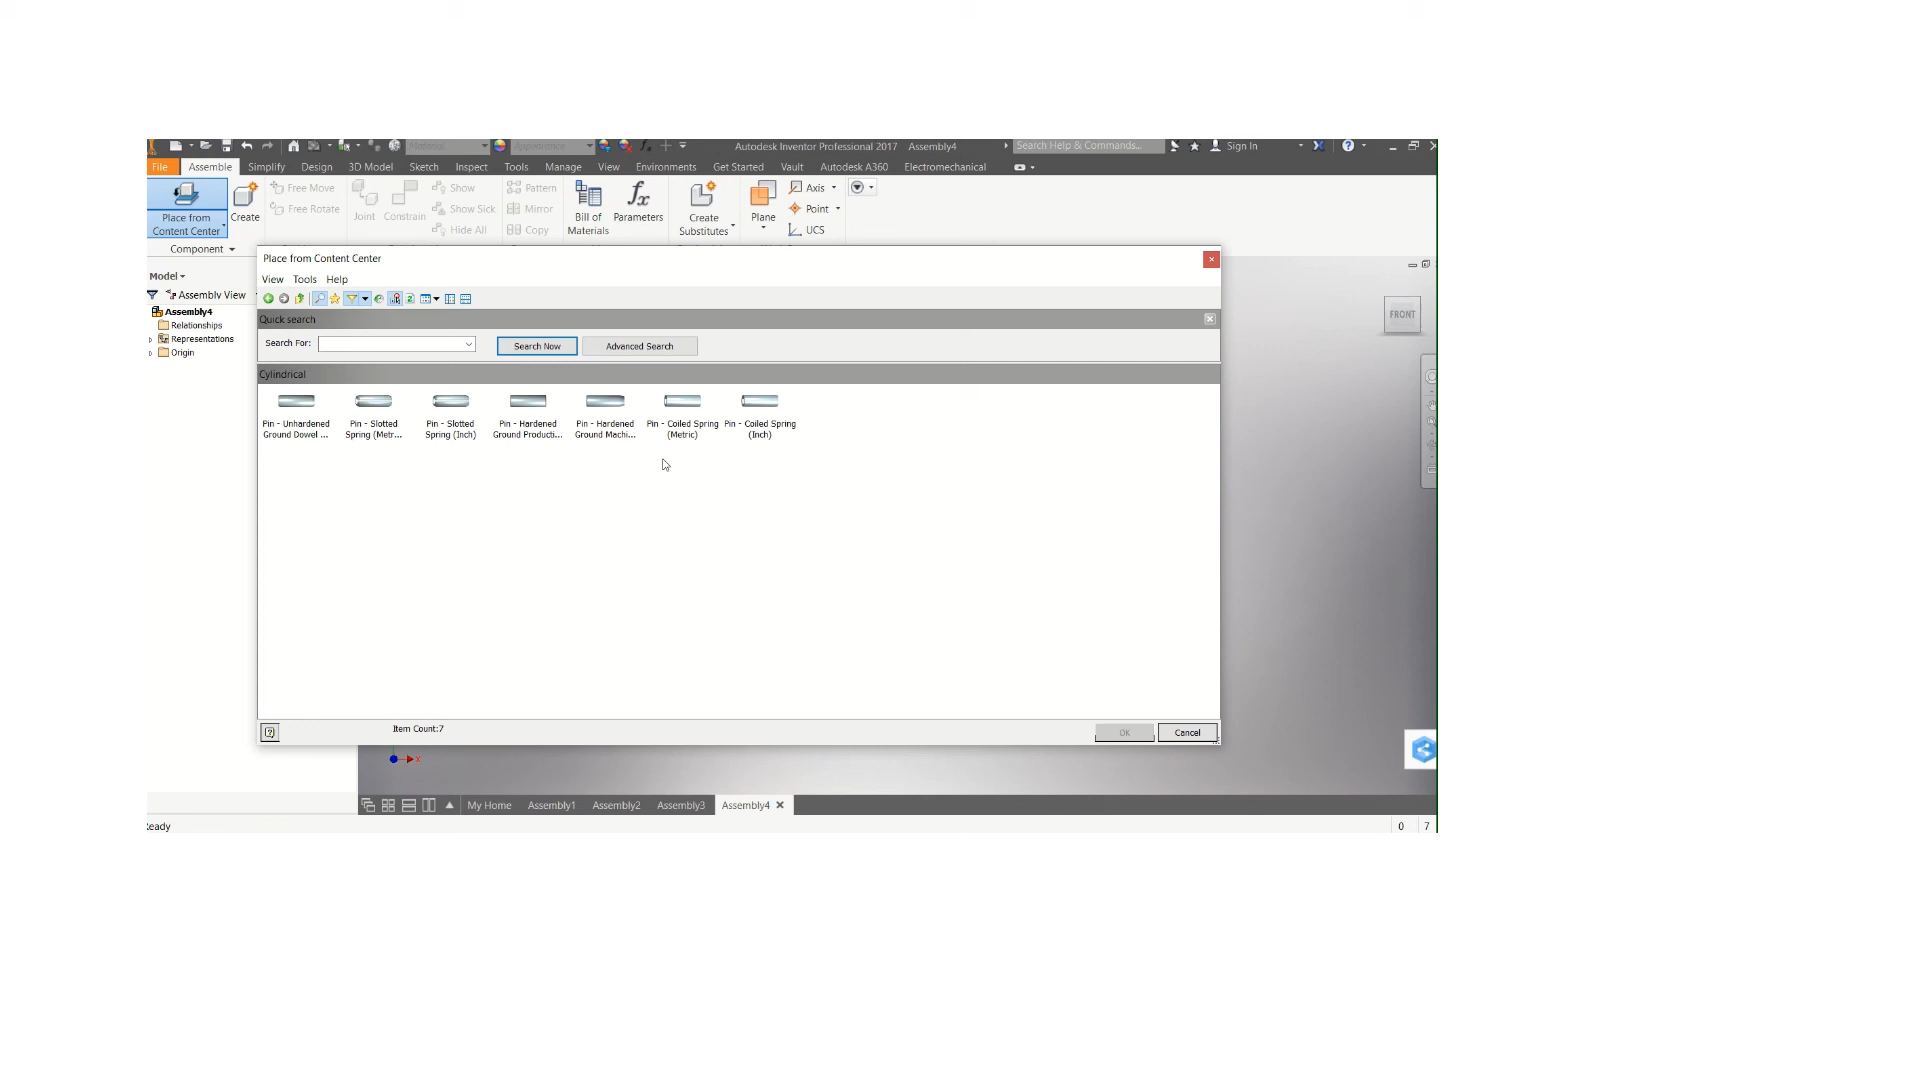 Material
Appearance
Autodesk Inventor Professional 2017 Assembly4
Search Help & Commands...
Sign In
File Assemble Simplify Design 3D Model Sketch Inspect Tools Manage View Environments Get Started Vault Autodesk A360 Electromechanical
Place from
Content Center
Create
Free Move
Free Rotate
Joint
Constrain
Show
Show Sick
Hide All
Pattern
Mirror
Copy
Bill of
Materials
Parameters
Create
Substitutes
Plane
Axis
Point
UCS
Component
Model
Assembly View
Assembly4
Relationships
Representations
Origin
Place from Content Center
View Tools Help
Quick search
Search For:
Search Now
Advanced Search
Cylindrical
Pin - Unhardened
Ground Dowel ...
Pin - Slotted
Spring (Metr...
Pin - Slotted
Spring (Inch)
Pin - Hardened
Ground Producti...
Pin - Hardened
Ground Machi...
Pin - Coiled Spring
(Metric)
Pin - Coiled Spring
(Inch)
Item Count:7
OK
Cancel
FRONT
X
My Home Assembly1 Assembly2 Assembly3 Assembly4
eady
0 7